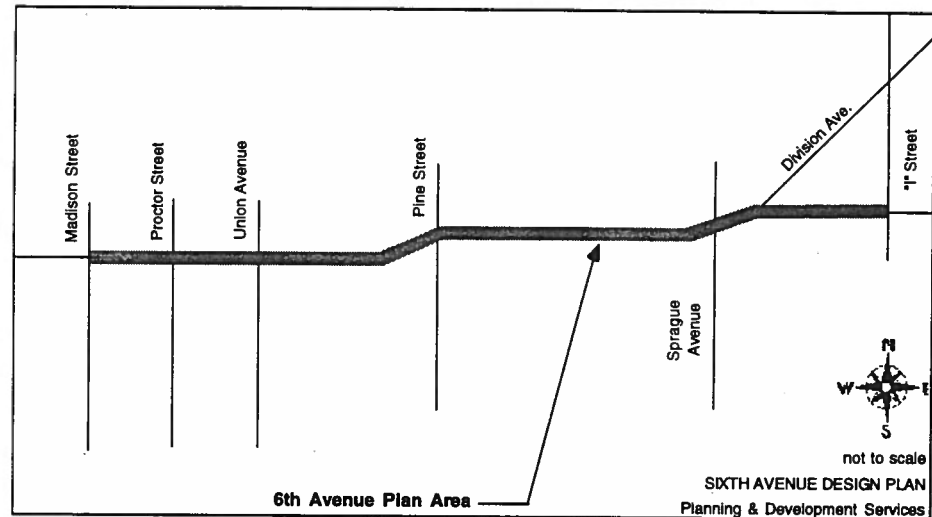 Madison Street
Proctor Street
Union Avenue
Pine Street
Division Ave.
"I" Street
Sprague
Avenue
N
W E
S
not to scale
6th Avenue Plan Area
SIXTH AVENUE DESIGN PLAN
Planning & Development Services